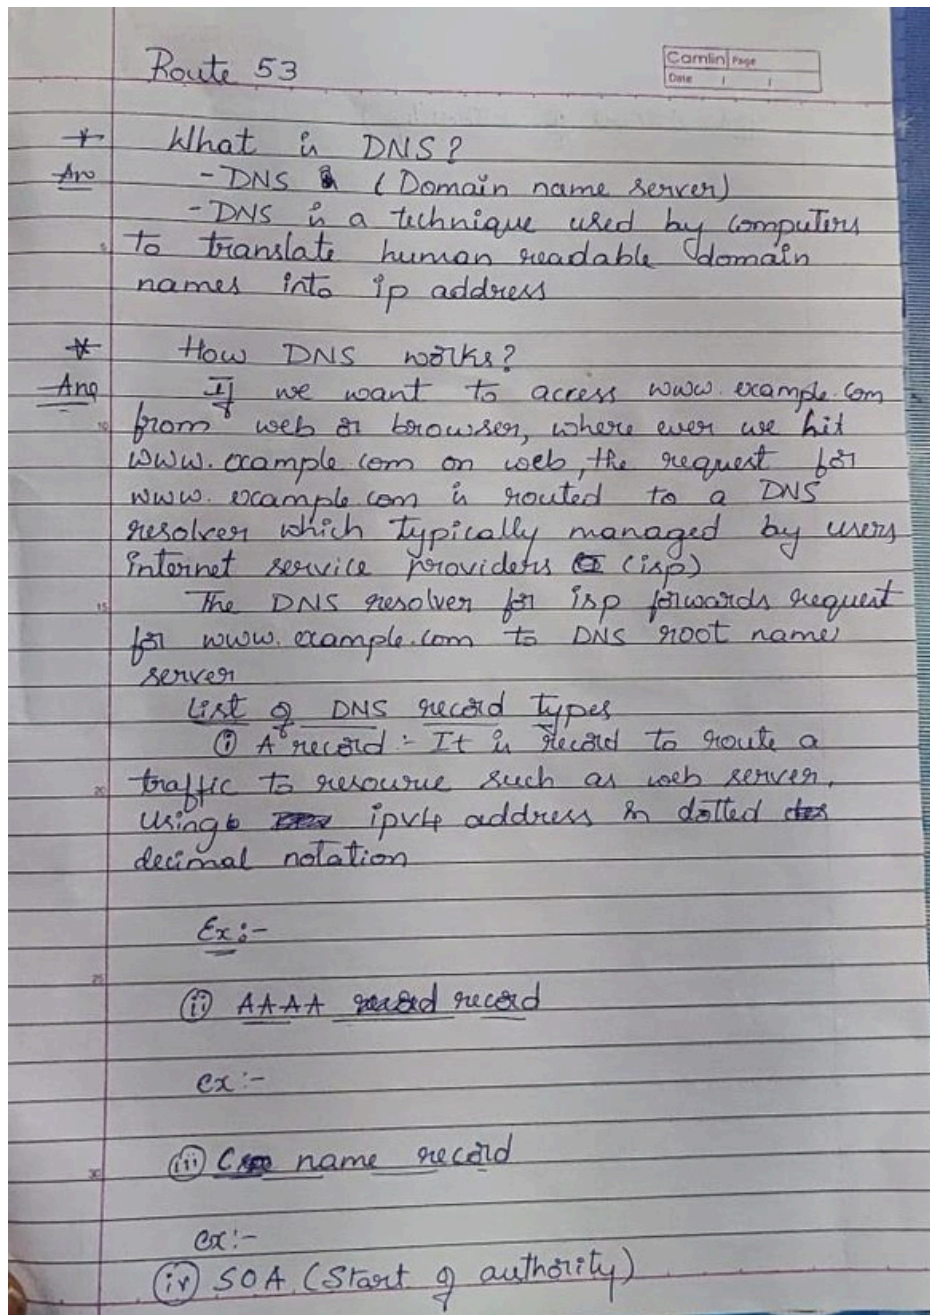 Camlin Page
Date / /
Route 53
* What is DNS?
Ans - DNS (Domain name server)
- DNS is a technique used by computers
5 to translate human readable domain
names into ip address
* How DNS works?
Ans If we want to access www.example.com
10 from web or browser, where ever we hit
www.example.com on web, the request for
www.example.com is routed to a DNS
resolver which typically managed by users
internet service providers (isp)
15 The DNS resolver for isp forwards request
for www.example.com to DNS root name
server
List of DNS record types
(i) A record :- It is record to route a
20 traffic to resource such as web server,
using ipv4 address in dotted
decimal notation
Ex:-
25
(ii) AAAA record
ex:-
30 (iii) C name record
ex:-
(iv) SOA (Start of authority)